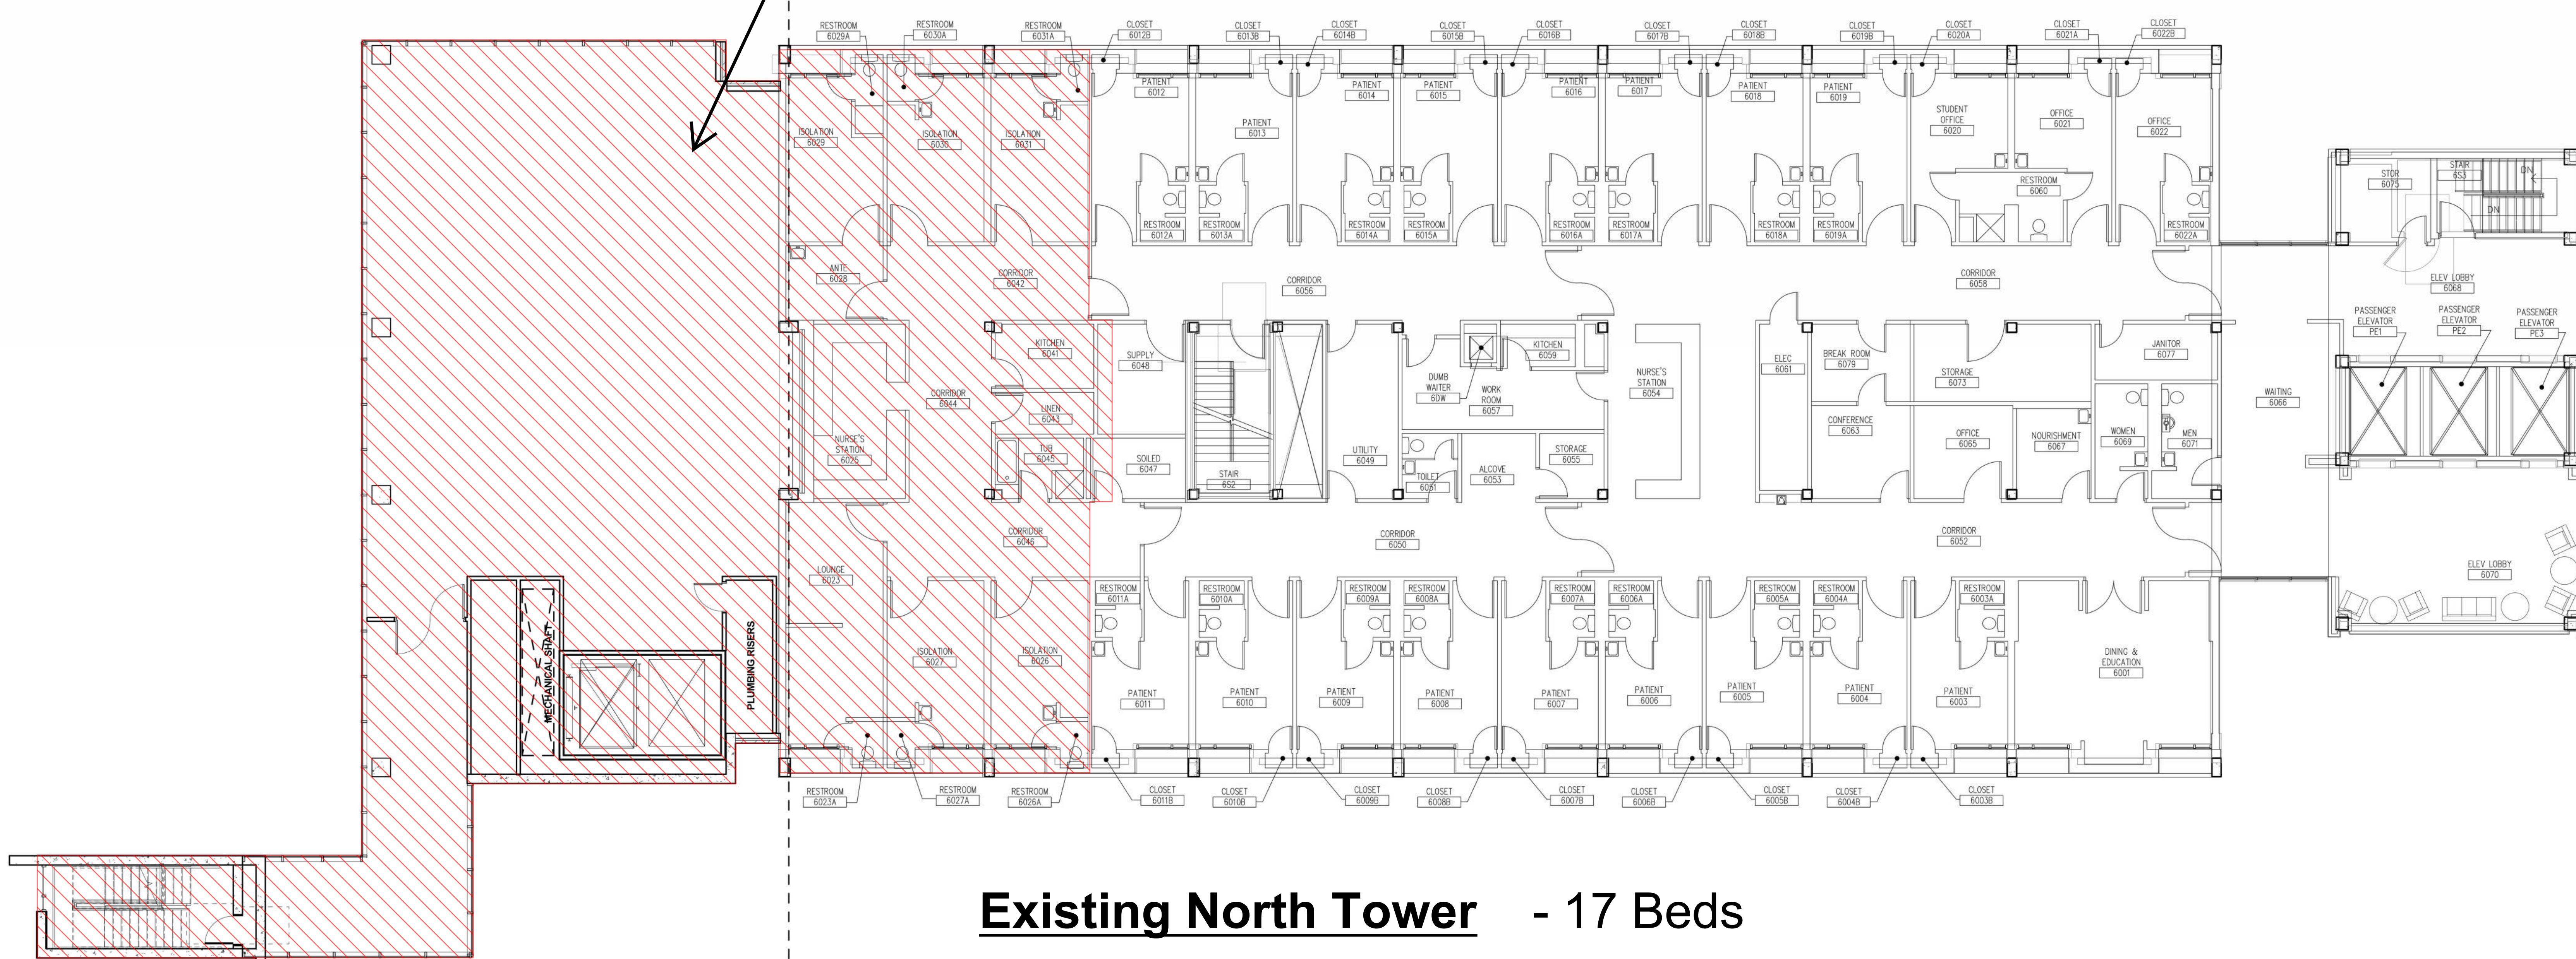 RESTROOM
6029A
RESTROOM
6030A
RESTROOM
6031A
CLOSET
6012B
CLOSET
6013B
CLOSET
6014B
CLOSET
6015B
CLOSET
6016B
CLOSET
6017B
CLOSET
6018B
CLOSET
6019B
CLOSET
6020A
CLOSET
6021A
CLOSET
6022B
ISOLATION
6029
ISOLATION
6030
ISOLATION
6031
PATIENT
6012
PATIENT
6013
PATIENT
6014
PATIENT
6015
PATIENT
6016
PATIENT
6017
PATIENT
6018
PATIENT
6019
STUDENT
OFFICE
6020
OFFICE
6021
OFFICE
6022
RESTROOM
6060
STOR
6075
STAIR
6S3
DN
DN
RESTROOM
6012A
RESTROOM
6013A
RESTROOM
6014A
RESTROOM
6015A
RESTROOM
6016A
RESTROOM
6017A
RESTROOM
6018A
RESTROOM
6019A
RESTROOM
6022A
ANTE
6028
CORRIDOR
6042
CORRIDOR
6056
CORRIDOR
6058
ELEV LOBBY
6068
PASSENGER
ELEVATOR
PE1
PASSENGER
ELEVATOR
PE2
PASSENGER
ELEVATOR
PE3
KITCHEN
6041
SUPPLY
6048
KITCHEN
6059
DUMB
WAITER
6DW
WORK
ROOM
6057
NURSE'S
STATION
6054
ELEC
6061
BREAK ROOM
6079
STORAGE
6073
JANITOR
6077
CORRIDOR
6044
LINEN
6043
WAITING
6066
NURSE'S
STATION
6025
TUB
6045
SOILED
6047
STAIR
6S2
UTILITY
6049
TOILET
6051
ALCOVE
6053
STORAGE
6055
CONFERENCE
6063
OFFICE
6065
NOURISHMENT
6067
WOMEN
6069
MEN
6071
CORRIDOR
6046
CORRIDOR
6050
CORRIDOR
6052
LOUNGE
6023
ELEV LOBBY
6070
RESTROOM
6011A
RESTROOM
6010A
RESTROOM
6009A
RESTROOM
6008A
RESTROOM
6007A
RESTROOM
6006A
RESTROOM
6005A
RESTROOM
6004A
RESTROOM
6003A
MECHANICAL SHAFT
PLUMBING RISERS
ISOLATION
6027
ISOLATION
6026
PATIENT
6011
PATIENT
6010
PATIENT
6009
PATIENT
6008
PATIENT
6007
PATIENT
6006
PATIENT
6005
PATIENT
6004
PATIENT
6003
DINING &
EDUCATION
6001
RESTROOM
6023A
RESTROOM
6027A
RESTROOM
6026A
CLOSET
6011B
CLOSET
6010B
CLOSET
6009B
CLOSET
6008B
CLOSET
6007B
CLOSET
6006B
CLOSET
6005B
CLOSET
6004B
CLOSET
6003B
Existing North Tower - 17 Beds